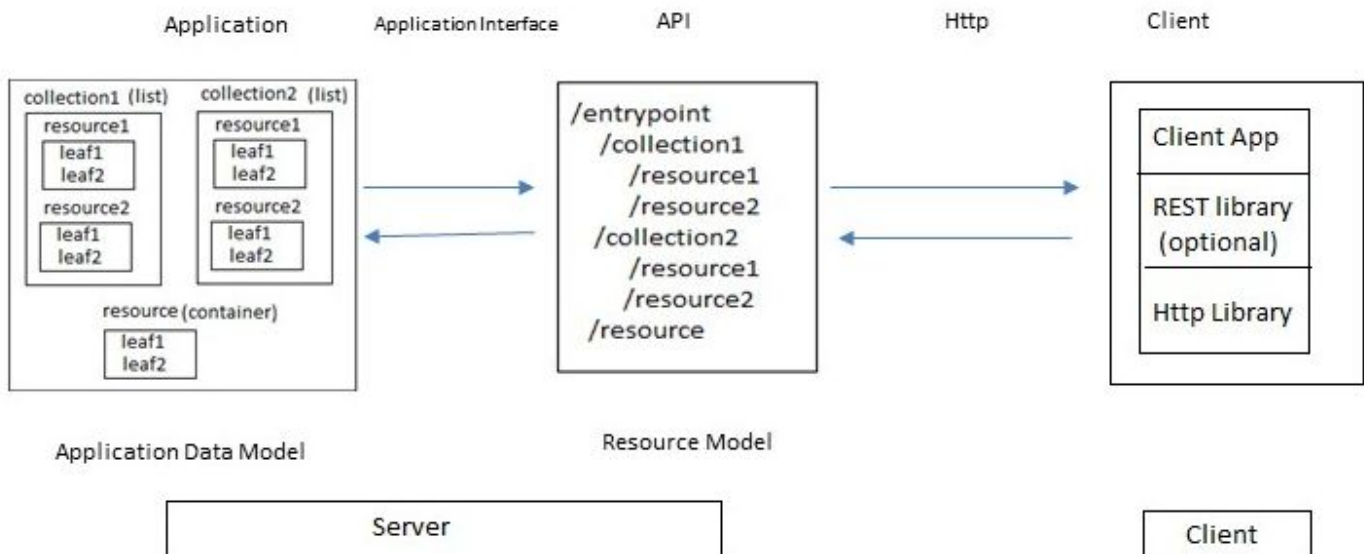 Application
Application Interface
API
Http
Client
collection1 (list)
resource1
leaf1
leaf2
resource2
leaf1
leaf2
collection2 (list)
resource1
leaf1
leaf2
resource2
leaf1
leaf2
resource (container)
leaf1
leaf2
/entrypoint
/collection1
/resource1
/resource2
/collection2
/resource1
/resource2
/resource
Client App
REST library
(optional)
Http Library
Application Data Model
Resource Model
Server
Client